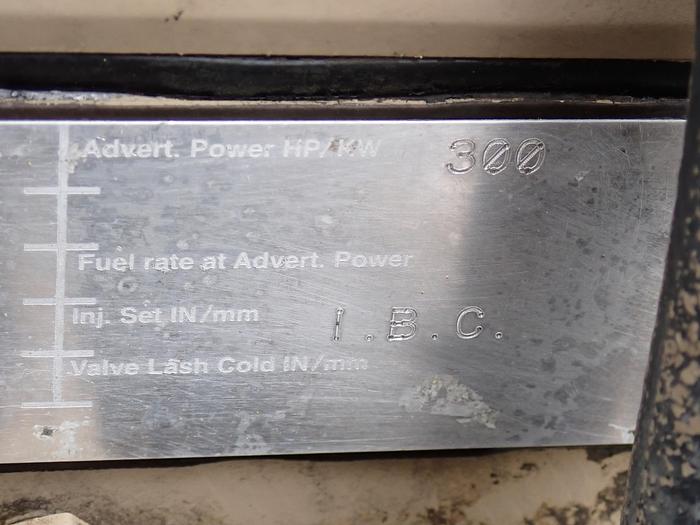 Advert. Power HP/KW 300
Fuel rate at Advert. Power
Inj. Set IN/mm I.B.C.
Valve Lash Cold IN/mm